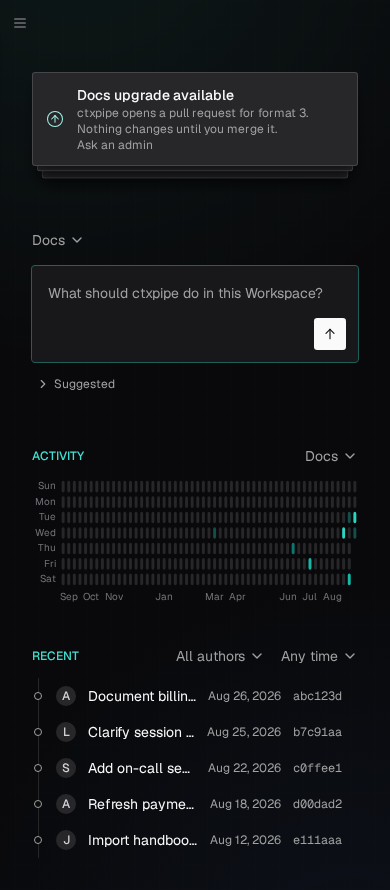 Docs upgrade available
ctxpipe opens a pull request for format 3.
Nothing changes until you merge it.
Ask an admin
Docs
What should ctxpipe do in this Workspace?
Suggested
ACTIVITY
Docs
Sun
Mon
Tue
Wed
Thu
Fri
Sat
Sep Oct Nov Jan Mar Apr Jun Jul Aug
RECENT
All authors
Any time
A Document billin... Aug 26, 2026 abc123d
L Clarify session ... Aug 25, 2026 b7c91aa
S Add on-call se... Aug 22, 2026 c0ffee1
A Refresh payme... Aug 18, 2026 d00dad2
J Import handboo... Aug 12, 2026 e111aaa